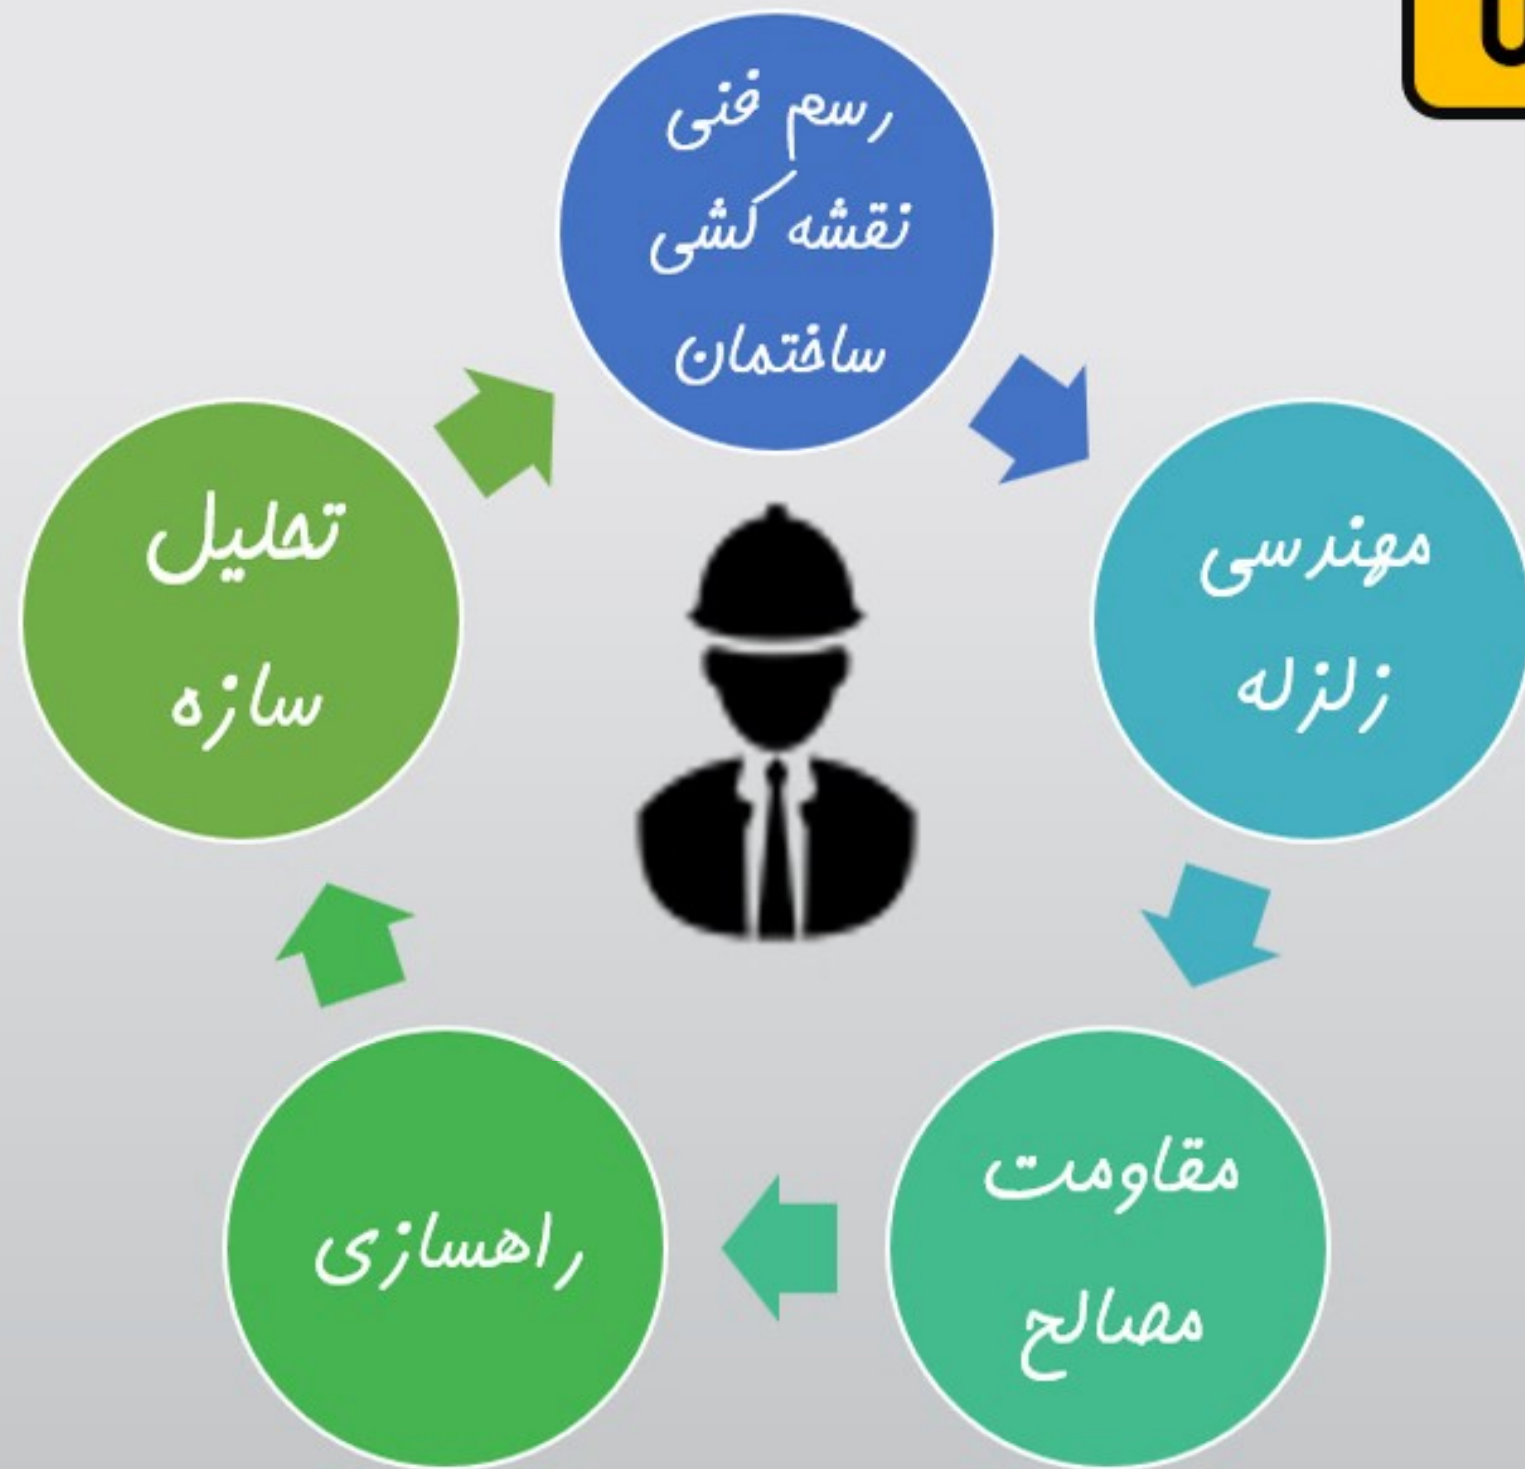 رسم فنی
نقشه کشی
ساختمان
مهندسی
زلزله
مقاومت
مصالح
راهسازی
تحلیل
سازه